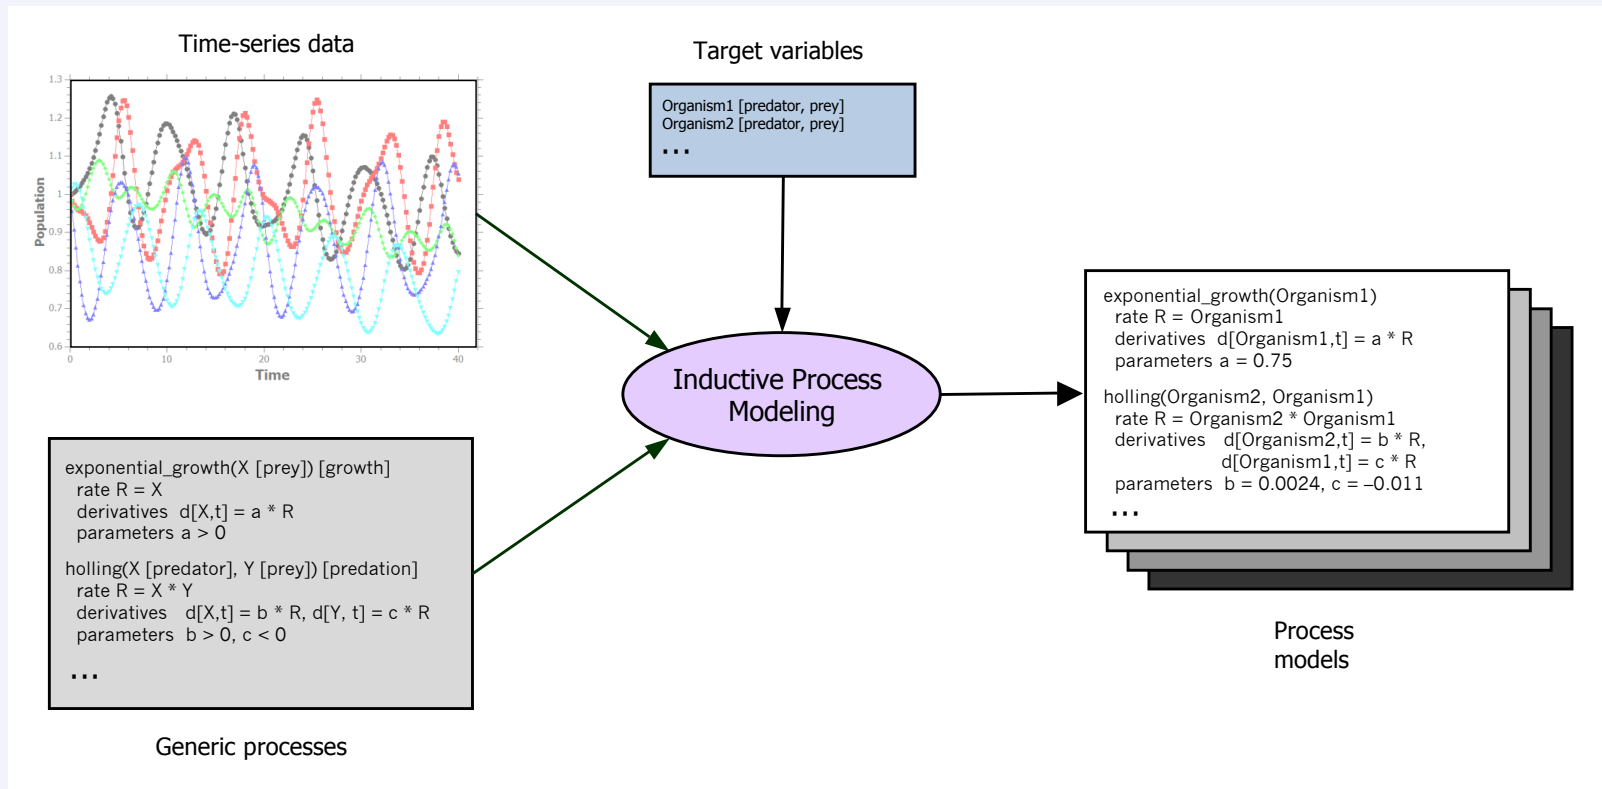 Time-series data
1.3
1.2
1.1
1
0.9
0.8
0.7
0.6
Population
0
10
20
30
40
Time
Target variables
Organism1 [predator, prey]
Organism2 [predator, prey]
...
exponential_growth(X [prey]) [growth]
rate R = X
derivatives d[X,t] = a * R
parameters a > 0
holling(X [predator], Y [prey]) [predation]
rate R = X * Y
derivatives d[X,t] = b * R, d[Y, t] = c * R
parameters b > 0, c < 0
...
Generic processes
Inductive Process
Modeling
exponential_growth(Organism1)
rate R = Organism1
derivatives d[Organism1,t] = a * R
parameters a = 0.75
holling(Organism2, Organism1)
rate R = Organism2 * Organism1
derivatives d[Organism2,t] = b * R,
d[Organism1,t] = c * R
parameters b = 0.0024, c = –0.011
...
Process
models